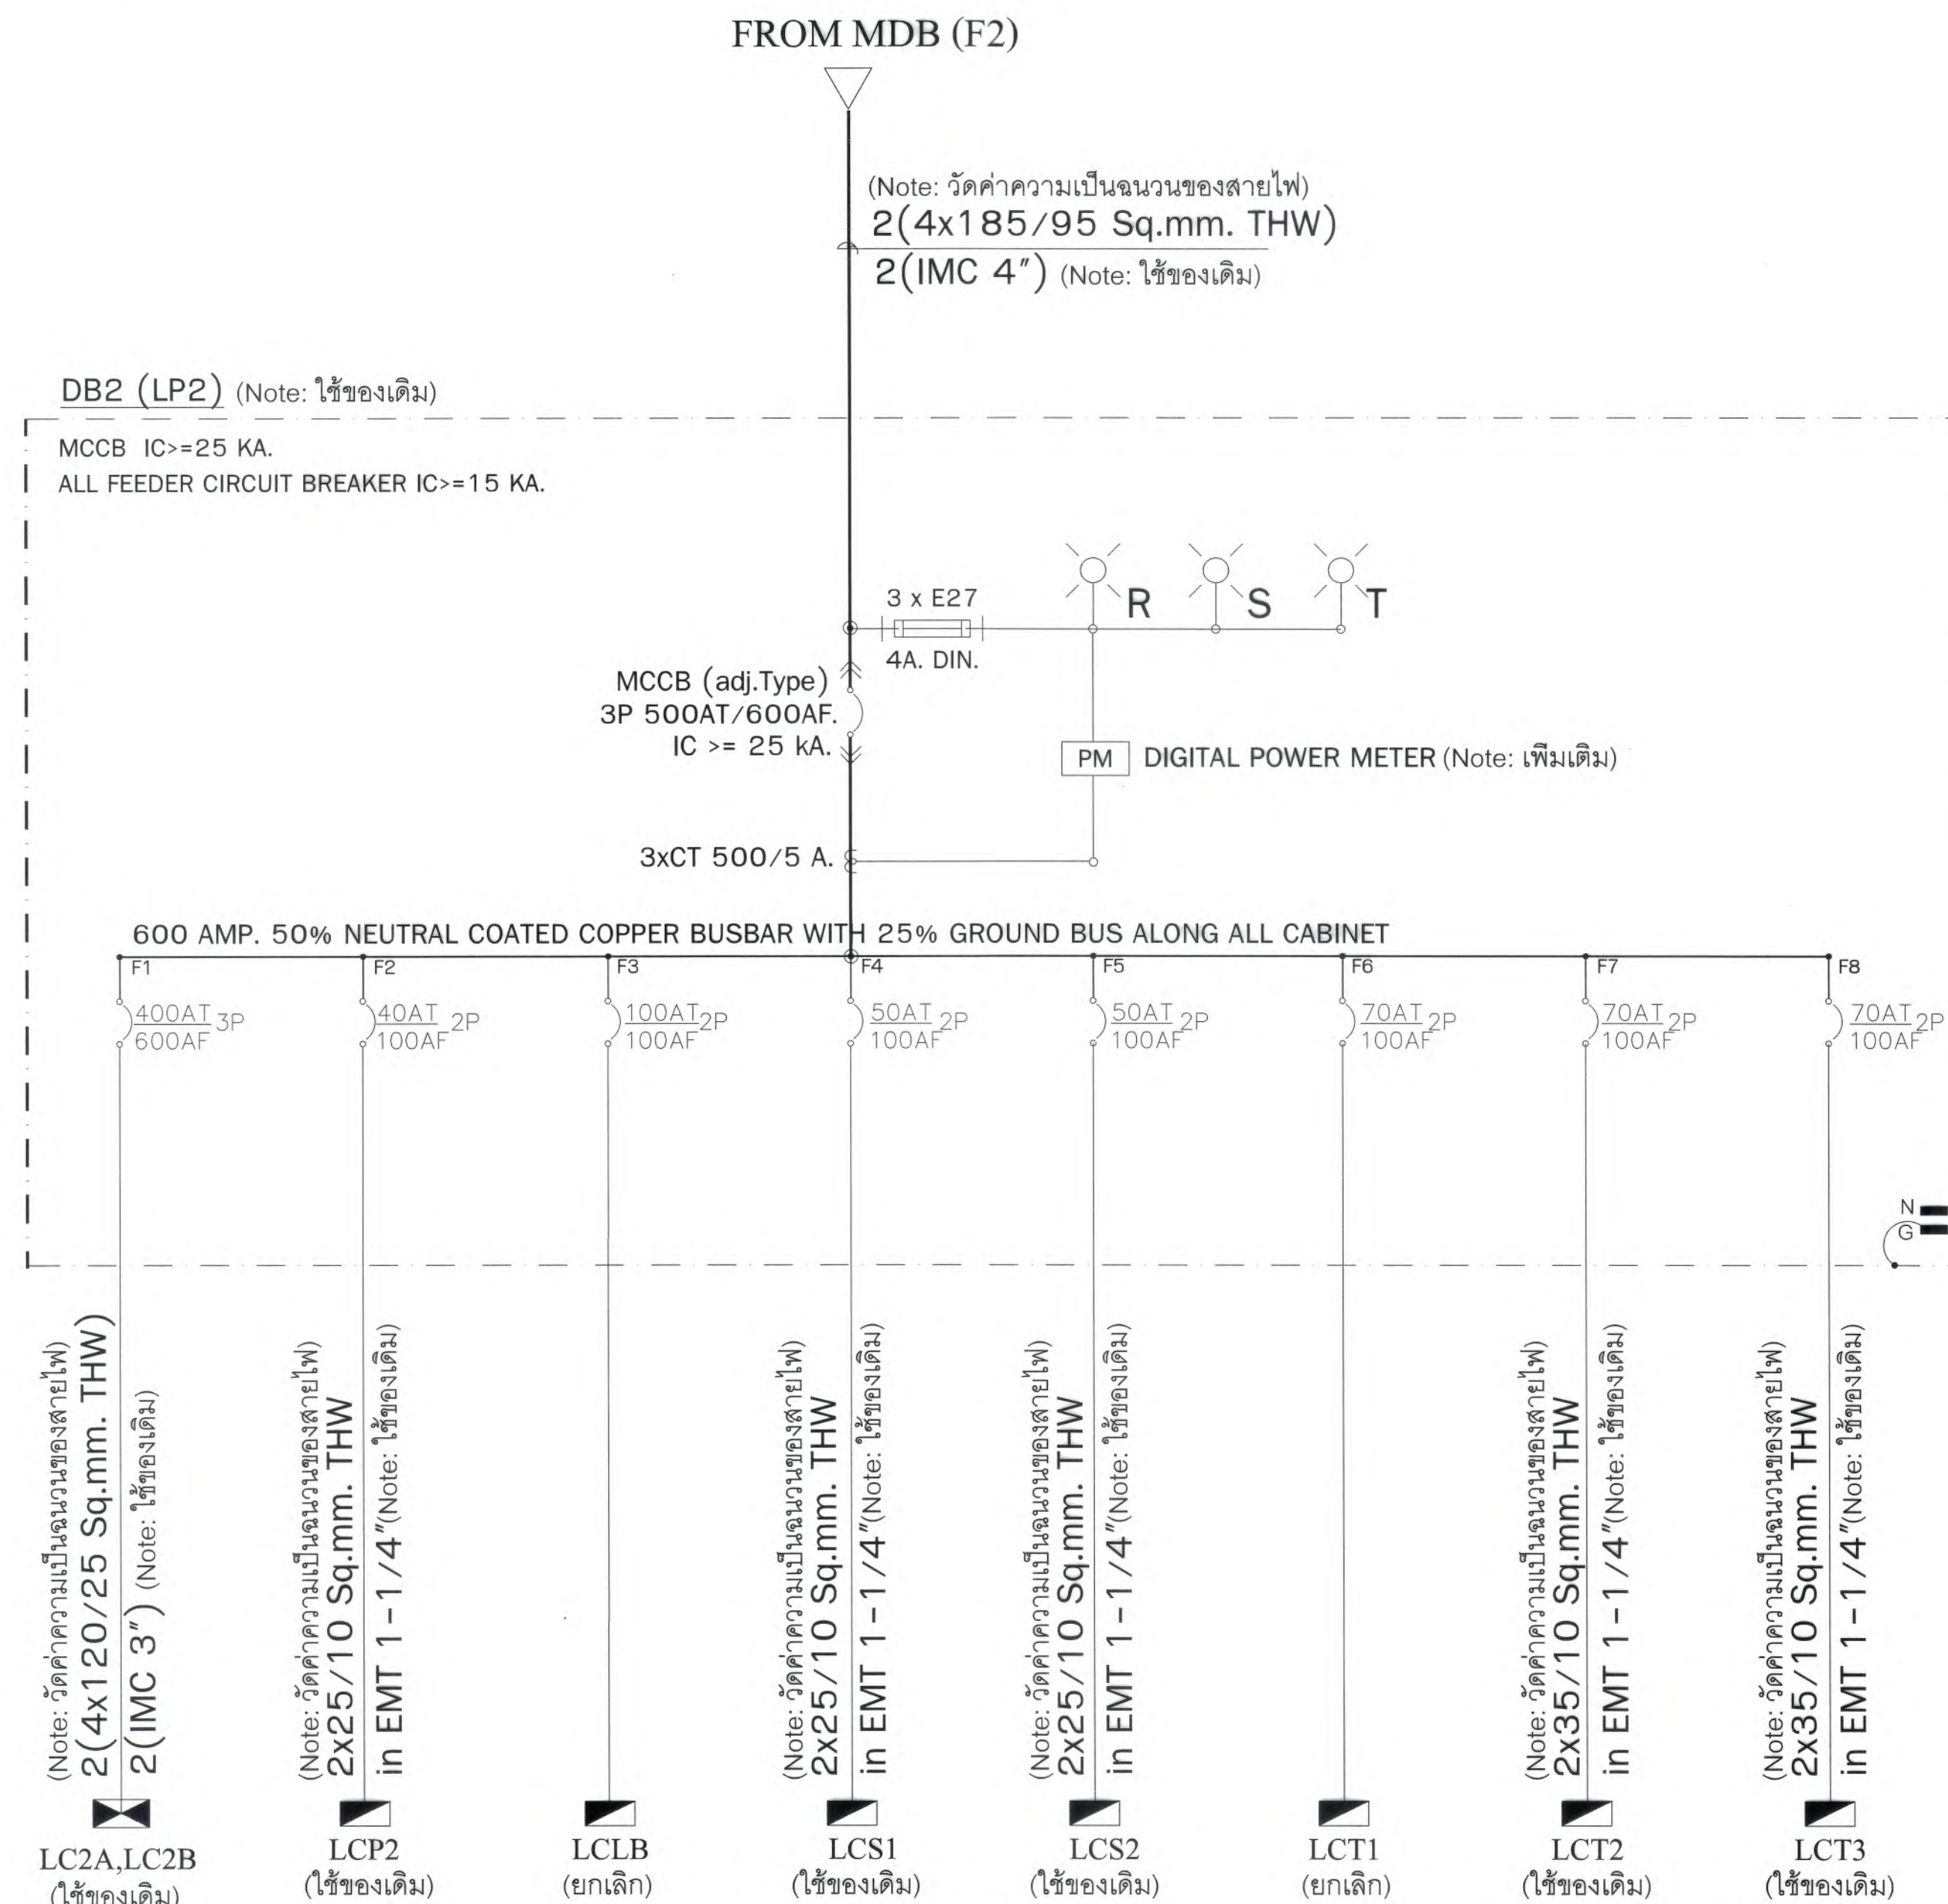 FROM MDB (F2)
(Note: วัดค่าความเป็นฉนวนของสายไฟ)
2(4x185/95 Sq.mm. THW)
2(IMC 4") (Note: ใช้ของเดิม)
DB2 (LP2) (Note: ใช้ของเดิม)
MCCB IC>=25 KA.
ALL FEEDER CIRCUIT BREAKER IC>=15 KA.
3 x E27
R
S
T
4A. DIN.
MCCB (adj.Type)
3P 500AT/600AF.
IC >= 25 kA.
PM
DIGITAL POWER METER (Note: เพิ่มเติม)
3xCT 500/5 A.
600 AMP. 50% NEUTRAL COATED COPPER BUSBAR WITH 25% GROUND BUS ALONG ALL CABINET
F1
F2
F3
F4
F5
F6
F7
F8
400AT 3P
600AF
40AT 2P
100AF
100AT 2P
100AF
50AT 2P
100AF
50AT 2P
100AF
70AT 2P
100AF
70AT 2P
100AF
70AT 2P
100AF
N
G
(Note: วัดค่าความเป็นฉนวนของสายไฟ)
2(4x120/25 Sq.mm. THW)
2(IMC 3") (Note: ใช้ของเดิม)
(Note: วัดค่าความเป็นฉนวนของสายไฟ)
2x25/10 Sq.mm. THW
in EMT 1-1/4"(Note: ใช้ของเดิม)
(Note: วัดค่าความเป็นฉนวนของสายไฟ)
2x25/10 Sq.mm. THW
in EMT 1-1/4"(Note: ใช้ของเดิม)
(Note: วัดค่าความเป็นฉนวนของสายไฟ)
2x25/10 Sq.mm. THW
in EMT 1-1/4"(Note: ใช้ของเดิม)
(Note: วัดค่าความเป็นฉนวนของสายไฟ)
2x35/10 Sq.mm. THW
in EMT 1-1/4"(Note: ใช้ของเดิม)
(Note: วัดค่าความเป็นฉนวนของสายไฟ)
2x35/10 Sq.mm. THW
in EMT 1-1/4"(Note: ใช้ของเดิม)
LC2A,LC2B
(ใช้ของเดิม)
LCP2
(ใช้ของเดิม)
LCLB
(ยกเลิก)
LCS1
(ใช้ของเดิม)
LCS2
(ใช้ของเดิม)
LCT1
(ยกเลิก)
LCT2
(ใช้ของเดิม)
LCT3
(ใช้ของเดิม)